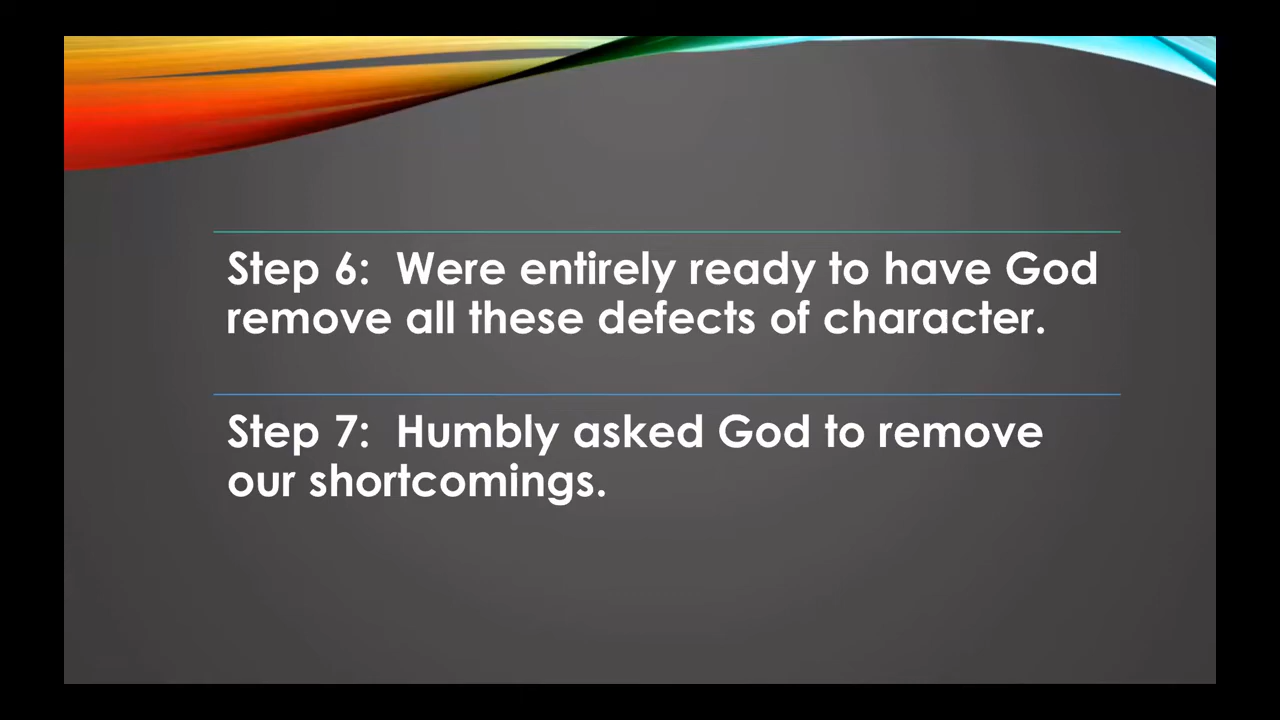 Step 6:  Were entirely ready to have God
remove all these defects of character.
Step 7:  Humbly asked God to remove
our shortcomings.